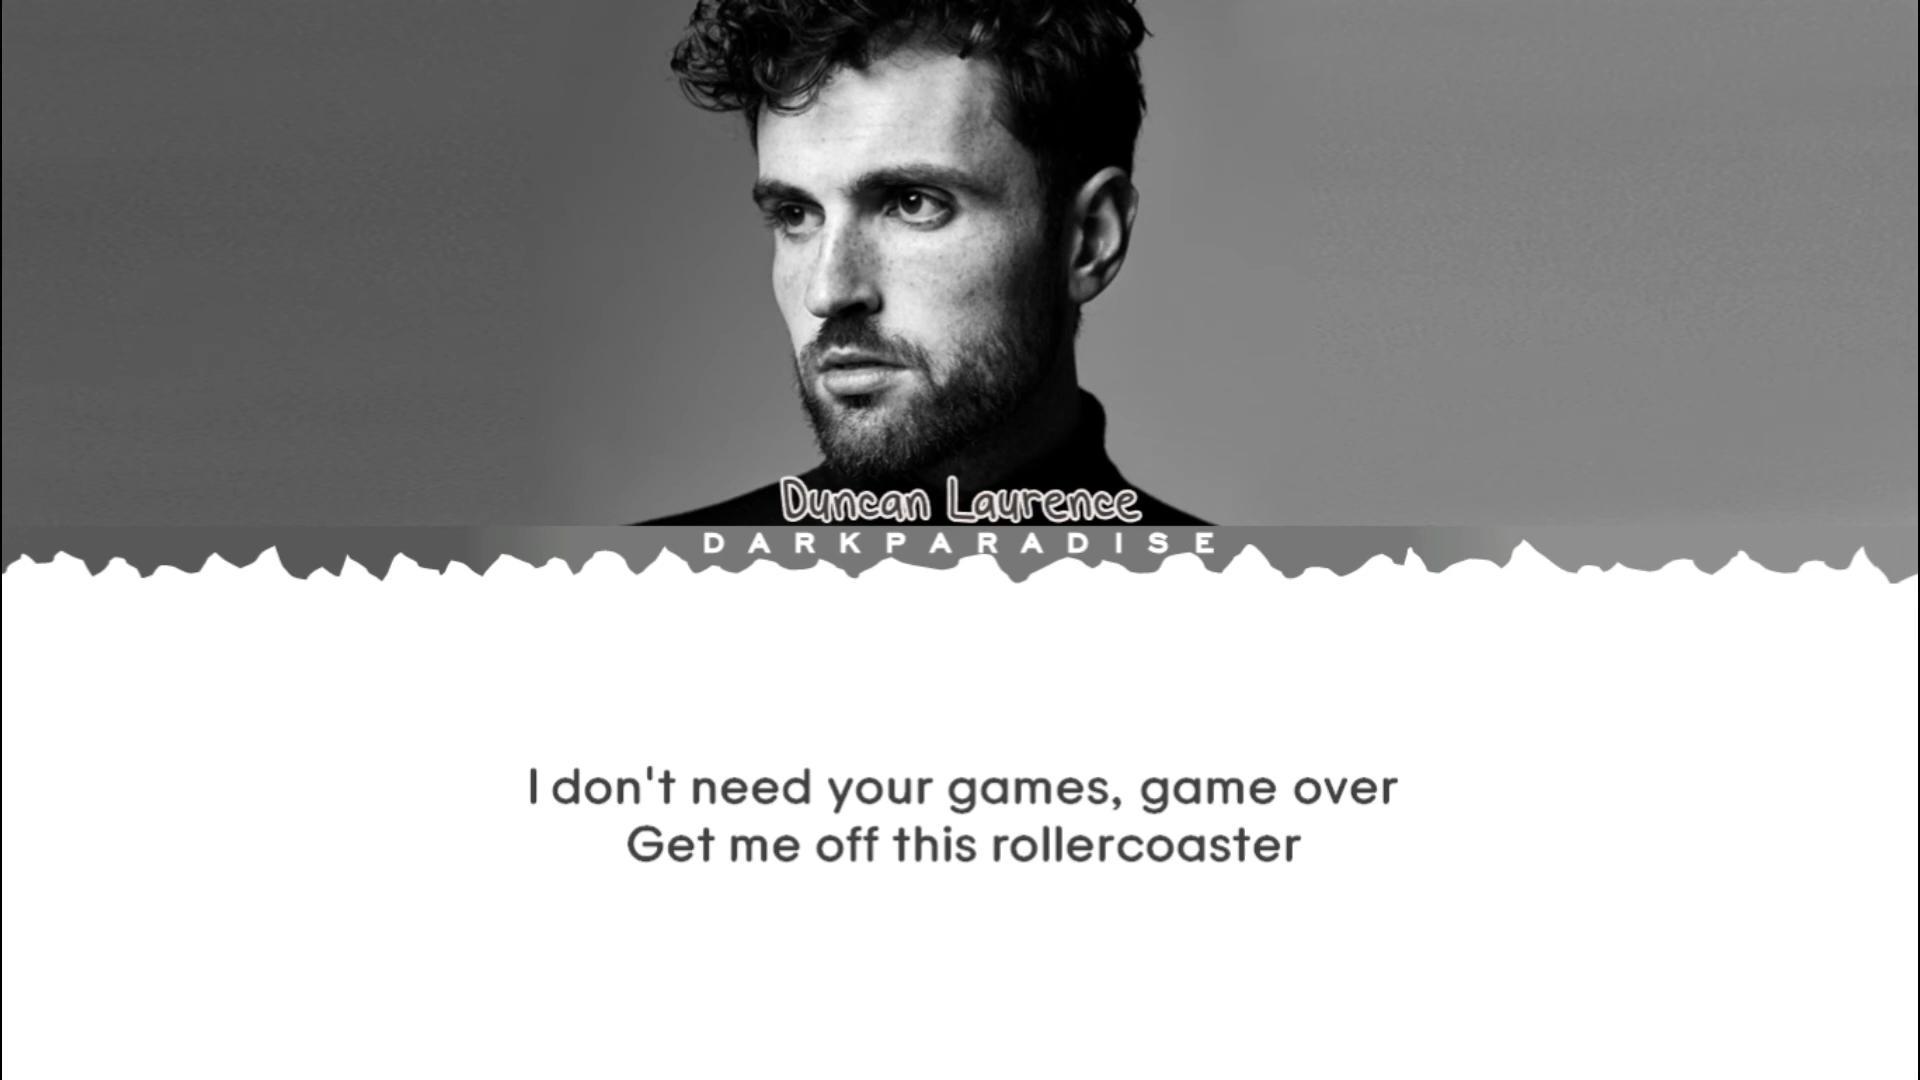 Duncan Laurence
DARKPARADISE
I don't need your games, game over
Get me off this rollercoaster